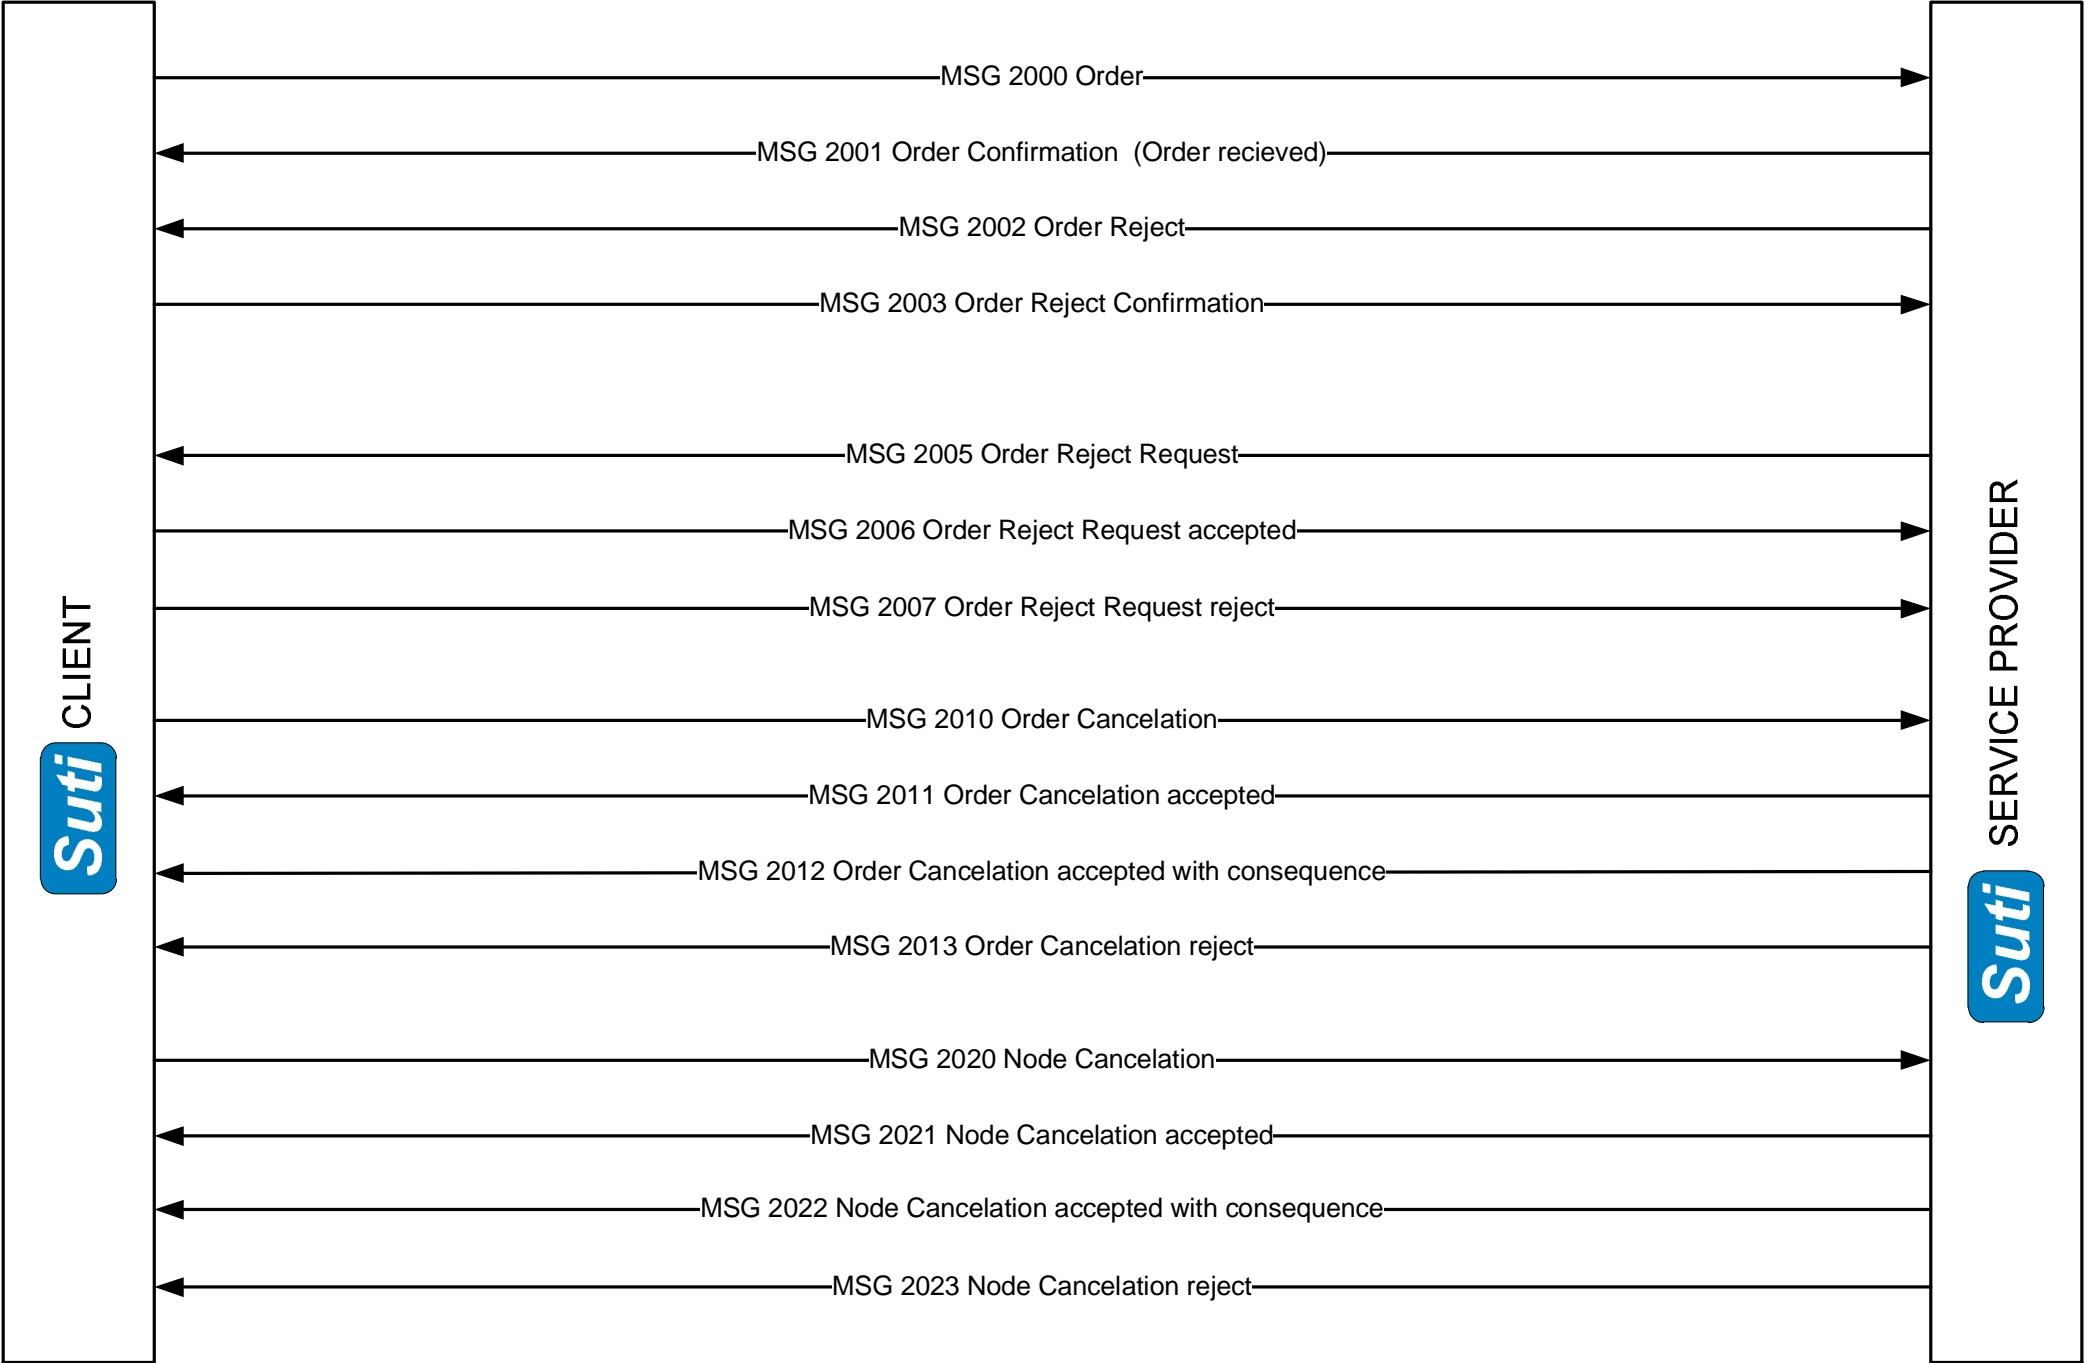 MSG 2000 Order
MSG 2001 Order Confirmation  (Order recieved)
MSG 2002 Order Reject
MSG 2003 Order Reject Confirmation
MSG 2005 Order Reject Request
MSG 2006 Order Reject Request accepted
MSG 2007 Order Reject Request reject
MSG 2010 Order Cancelation
MSG 2011 Order Cancelation accepted
MSG 2012 Order Cancelation accepted with consequence
MSG 2013 Order Cancelation reject
MSG 2020 Node Cancelation
MSG 2021 Node Cancelation accepted
MSG 2022 Node Cancelation accepted with consequence
MSG 2023 Node Cancelation reject
Suti CLIENT
Suti SERVICE PROVIDER